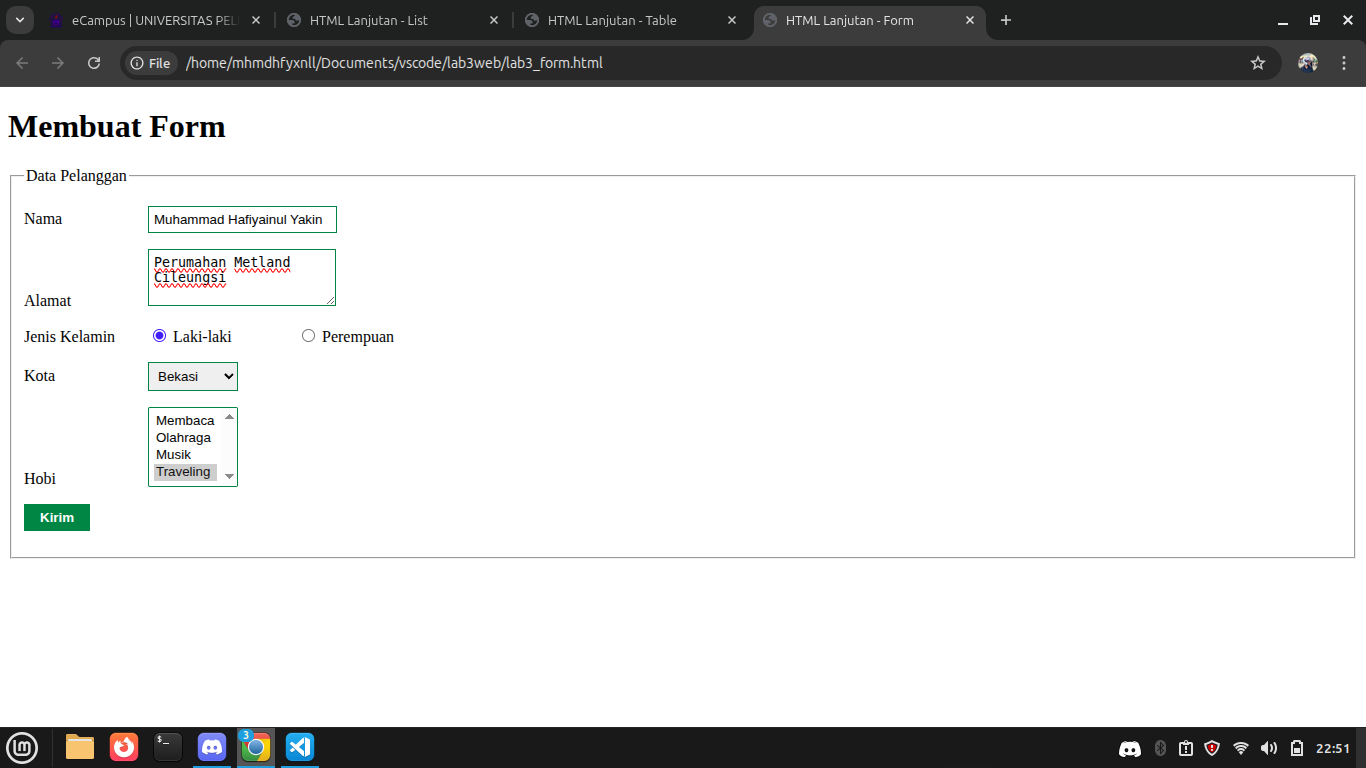 eCampus | UNIVERSITAS PEL
HTML Lanjutan - List
HTML Lanjutan - Table
HTML Lanjutan - Form
File
/home/mhmdhfyxnll/Documents/vscode/lab3web/lab3_form.html
Membuat Form
Data Pelanggan
Nama
Muhammad Hafiyainul Yakin
Alamat
Perumahan Metland
Cileungsi
Jenis Kelamin
Laki-laki
Perempuan
Kota
Bekasi
Hobi
Membaca
Olahraga
Musik
Traveling
Kirim
3
22:51